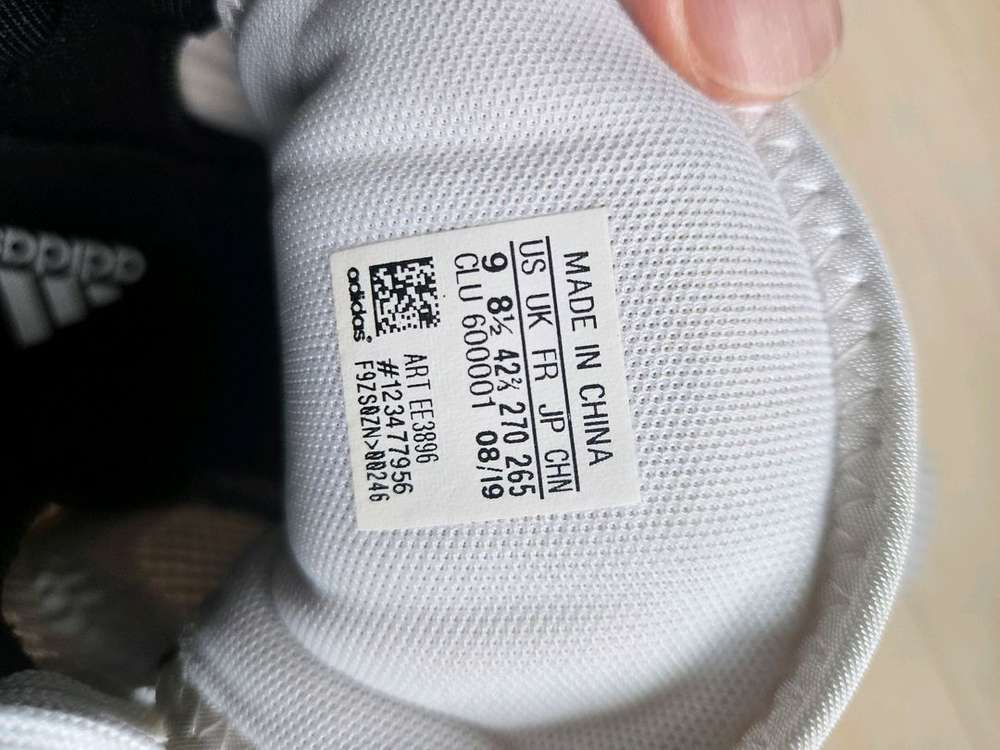 MADE IN CHINA
US UK FR JP CHN
9 8½ 42⅔ 270 265
CLU 600001 08/19
ART EE3896
#123477956
F9ZS0ZN>00246
adidas
adidas